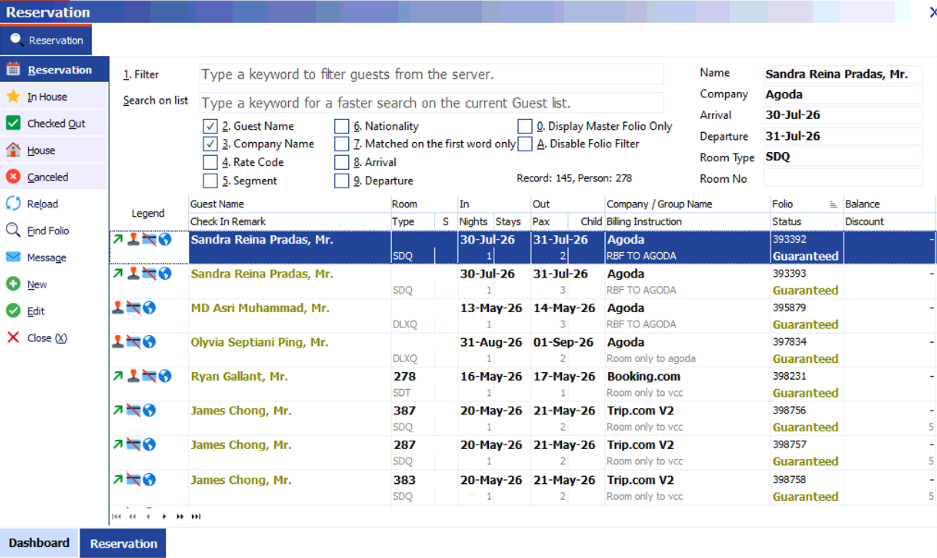 Reservation
Reservation
Reservation
In House
Checked Out
House
Canceled
Reload
Find Folio
Message
New
Edit
Close (X)
1. Filter
Type a keyword to filter guests from the server.
Search on list
Type a keyword for a faster search on the current Guest list.
2. Guest Name
6. Nationality
0. Display Master Folio Only
3. Company Name
7. Matched on the first word only
A. Disable Folio Filter
4. Rate Code
8. Arrival
5. Segment
9. Departure
Record: 145, Person: 278
Name Sandra Reina Pradas, Mr.
Company Agoda
Arrival 30-Jul-26
Departure 31-Jul-26
Room Type SDQ
Room No
Legend
Guest Name Room In Out Company / Group Name Folio Balance
Check In Remark Type S Nights Stays Pax Child Billing Instruction Status Discount
Sandra Reina Pradas, Mr. 30-Jul-26 31-Jul-26 Agoda 393392 -
SDQ 1 2 RBF TO AGODA Guaranteed
Sandra Reina Pradas, Mr. 30-Jul-26 31-Jul-26 Agoda 393393 -
SDQ 1 3 RBF TO AGODA Guaranteed
MD Asri Muhammad, Mr. 13-May-26 14-May-26 Agoda 395879 -
DLXQ 1 3 RBF TO AGODA Guaranteed
Olyvia Septiani Ping, Mr. 31-Aug-26 01-Sep-26 Agoda 397834 -
DLXQ 1 2 Room only to agoda Guaranteed
Ryan Gallant, Mr. 278 16-May-26 17-May-26 Booking.com 398231 -
SDT 1 1 Room only to vcc Guaranteed
James Chong, Mr. 387 20-May-26 21-May-26 Trip.com V2 398756 -
SDQ 1 2 Room only to vcc Guaranteed 5
James Chong, Mr. 287 20-May-26 21-May-26 Trip.com V2 398757 -
SDQ 1 2 Room only to vcc Guaranteed 5
James Chong, Mr. 383 20-May-26 21-May-26 Trip.com V2 398758 -
SDQ 1 2 Room only to vcc Guaranteed 5
Dashboard
Reservation